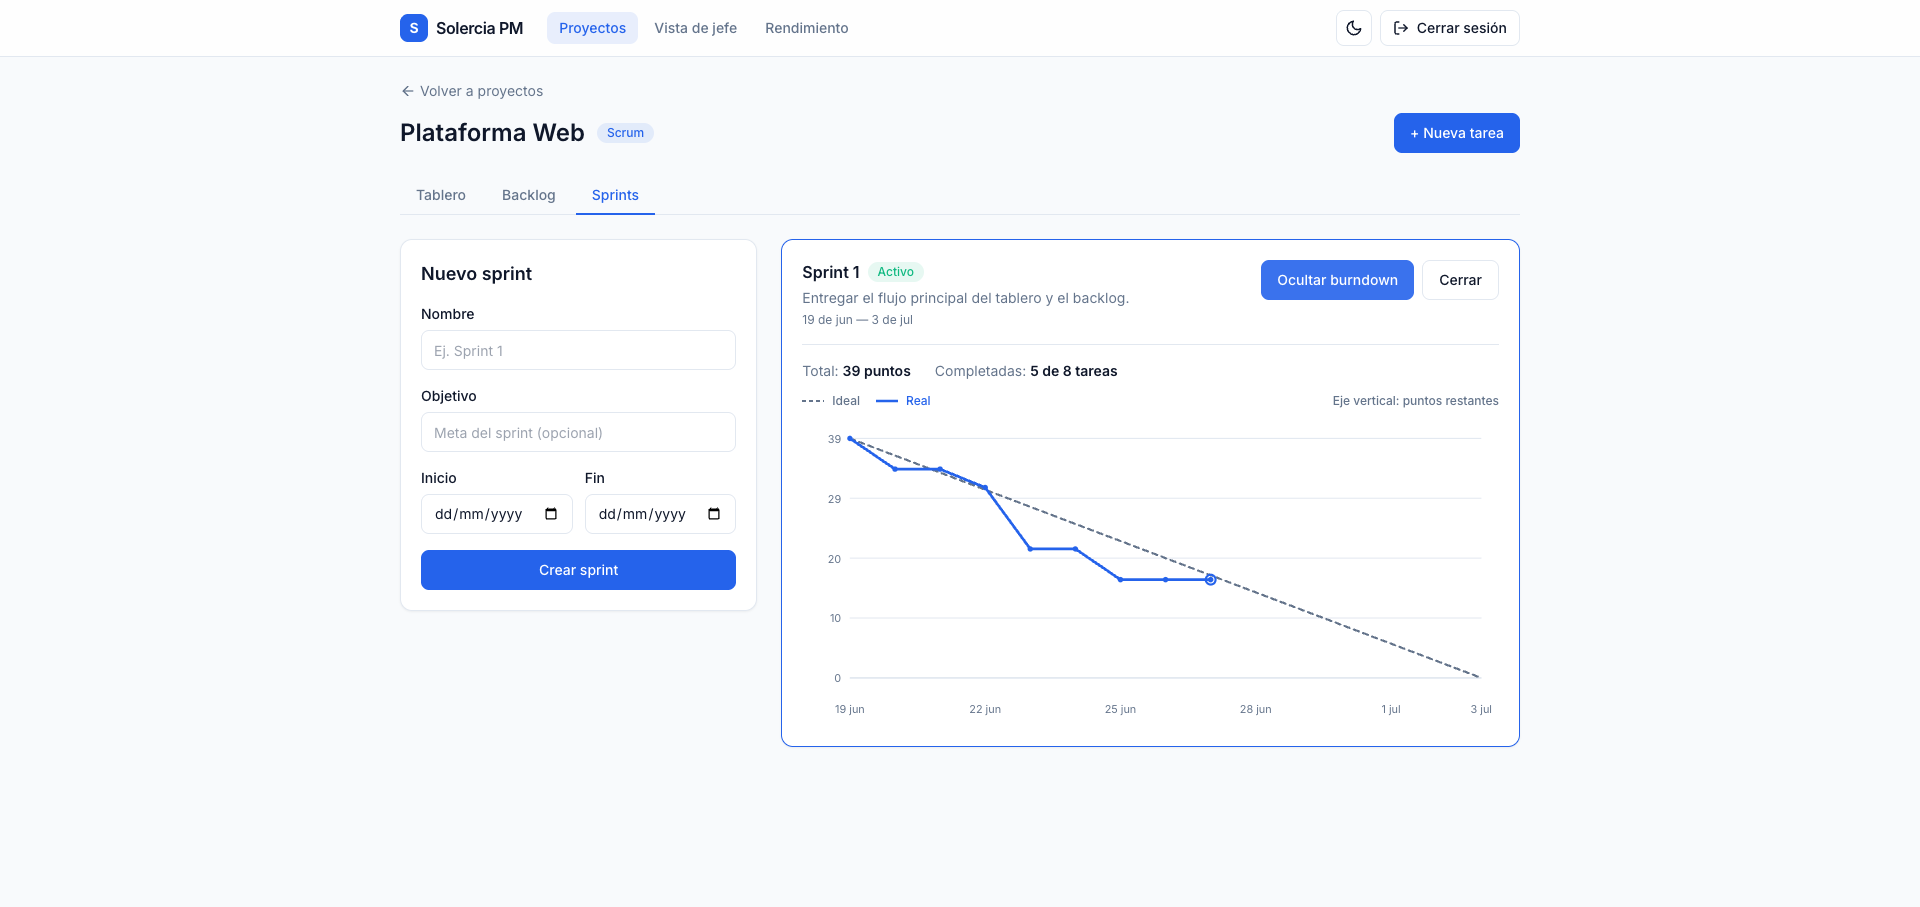 S Solercia PM Proyectos Vista de jefe Rendimiento Cerrar sesión
Volver a proyectos
Plataforma Web Scrum + Nueva tarea
Tablero Backlog Sprints
Nuevo sprint
Nombre
Ej. Sprint 1
Objetivo
Meta del sprint (opcional)
Inicio Fin
dd/mm/yyyy dd/mm/yyyy
Crear sprint
Sprint 1 Activo
Entregar el flujo principal del tablero y el backlog.
19 de jun — 3 de jul
Ocultar burndown Cerrar
Total: 39 puntos Completadas: 5 de 8 tareas
Ideal Real Eje vertical: puntos restantes
39
29
20
10
0
19 jun 22 jun 25 jun 28 jun 1 jul 3 jul